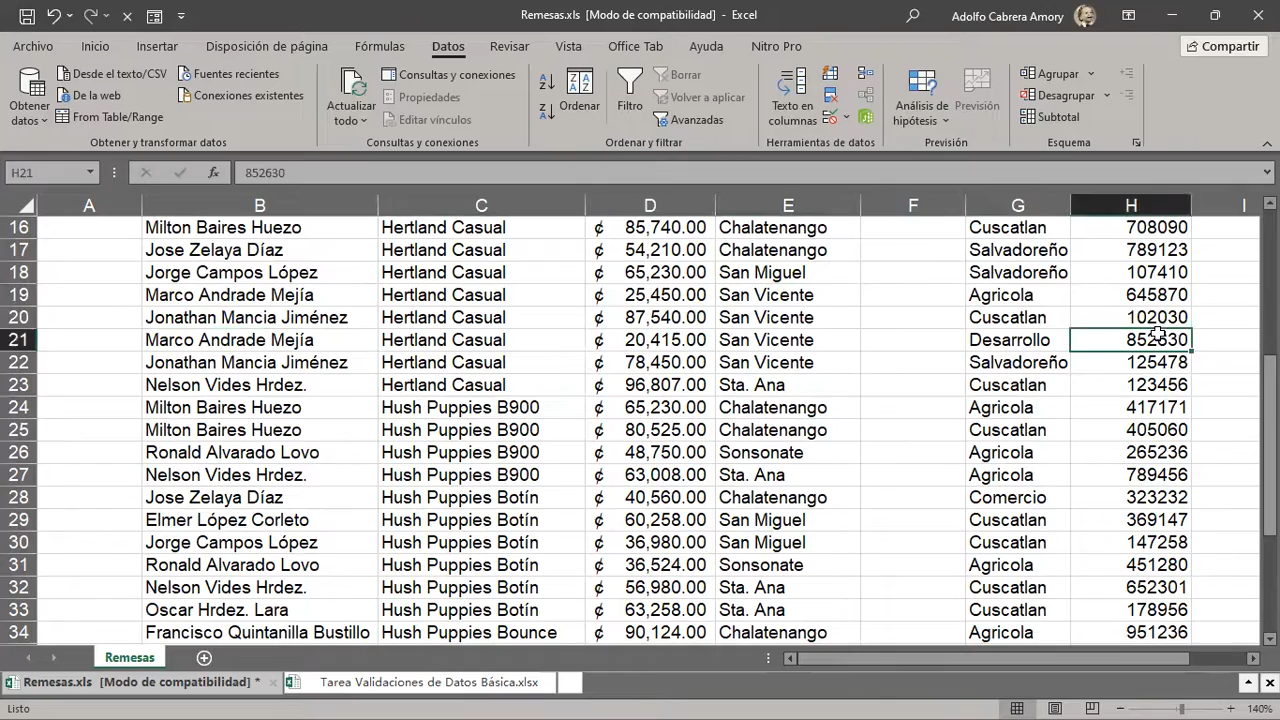 Remesas.xls [Modo de compatibilidad] - Excel
Adolfo Cabrera Amory
Archivo Inicio Insertar Disposición de página Fórmulas Datos Revisar Vista Office Tab Ayuda Nitro Pro Compartir
Obtener datos
Desde el texto/CSV
De la web
From Table/Range
Fuentes recientes
Conexiones existentes
Obtener y transformar datos
Actualizar todo
Consultas y conexiones
Propiedades
Editar vínculos
Consultas y conexiones
Ordenar
Filtro
Borrar
Volver a aplicar
Avanzadas
Ordenar y filtrar
Texto en columnas
Herramientas de datos
Análisis de hipótesis
Previsión
Previsión
Agrupar
Desagrupar
Subtotal
Esquema
H21 fx 852630
A B C D E F G H I
16 Milton Baires Huezo Hertland Casual ¢ 85,740.00 Chalatenango Cuscatlan 708090
17 Jose Zelaya Díaz Hertland Casual ¢ 54,210.00 Chalatenango Salvadoreño 789123
18 Jorge Campos López Hertland Casual ¢ 65,230.00 San Miguel Salvadoreño 107410
19 Marco Andrade Mejía Hertland Casual ¢ 25,450.00 San Vicente Agricola 645870
20 Jonathan Mancia Jiménez Hertland Casual ¢ 87,540.00 San Vicente Cuscatlan 102030
21 Marco Andrade Mejía Hertland Casual ¢ 20,415.00 San Vicente Desarrollo 852630
22 Jonathan Mancia Jiménez Hertland Casual ¢ 78,450.00 San Vicente Salvadoreño 125478
23 Nelson Vides Hrdez. Hertland Casual ¢ 96,807.00 Sta. Ana Cuscatlan 123456
24 Milton Baires Huezo Hush Puppies B900 ¢ 65,230.00 Chalatenango Agricola 417171
25 Milton Baires Huezo Hush Puppies B900 ¢ 80,525.00 Chalatenango Cuscatlan 405060
26 Ronald Alvarado Lovo Hush Puppies B900 ¢ 48,750.00 Sonsonate Agricola 265236
27 Nelson Vides Hrdez. Hush Puppies B900 ¢ 63,008.00 Sta. Ana Agricola 789456
28 Jose Zelaya Díaz Hush Puppies Botín ¢ 40,560.00 Chalatenango Comercio 323232
29 Elmer López Corleto Hush Puppies Botín ¢ 60,258.00 San Miguel Cuscatlan 369147
30 Jorge Campos López Hush Puppies Botín ¢ 36,980.00 San Miguel Cuscatlan 147258
31 Ronald Alvarado Lovo Hush Puppies Botín ¢ 36,524.00 Sonsonate Agricola 451280
32 Nelson Vides Hrdez. Hush Puppies Botín ¢ 56,980.00 Sta. Ana Cuscatlan 652301
33 Oscar Hrdez. Lara Hush Puppies Botín ¢ 63,258.00 Sta. Ana Cuscatlan 178956
34 Francisco Quintanilla Bustillo Hush Puppies Bounce ¢ 90,124.00 Chalatenango Agricola 951236
Remesas
Remesas.xls [Modo de compatibilidad] * Tarea Validaciones de Datos Básica.xlsx
Listo 140%